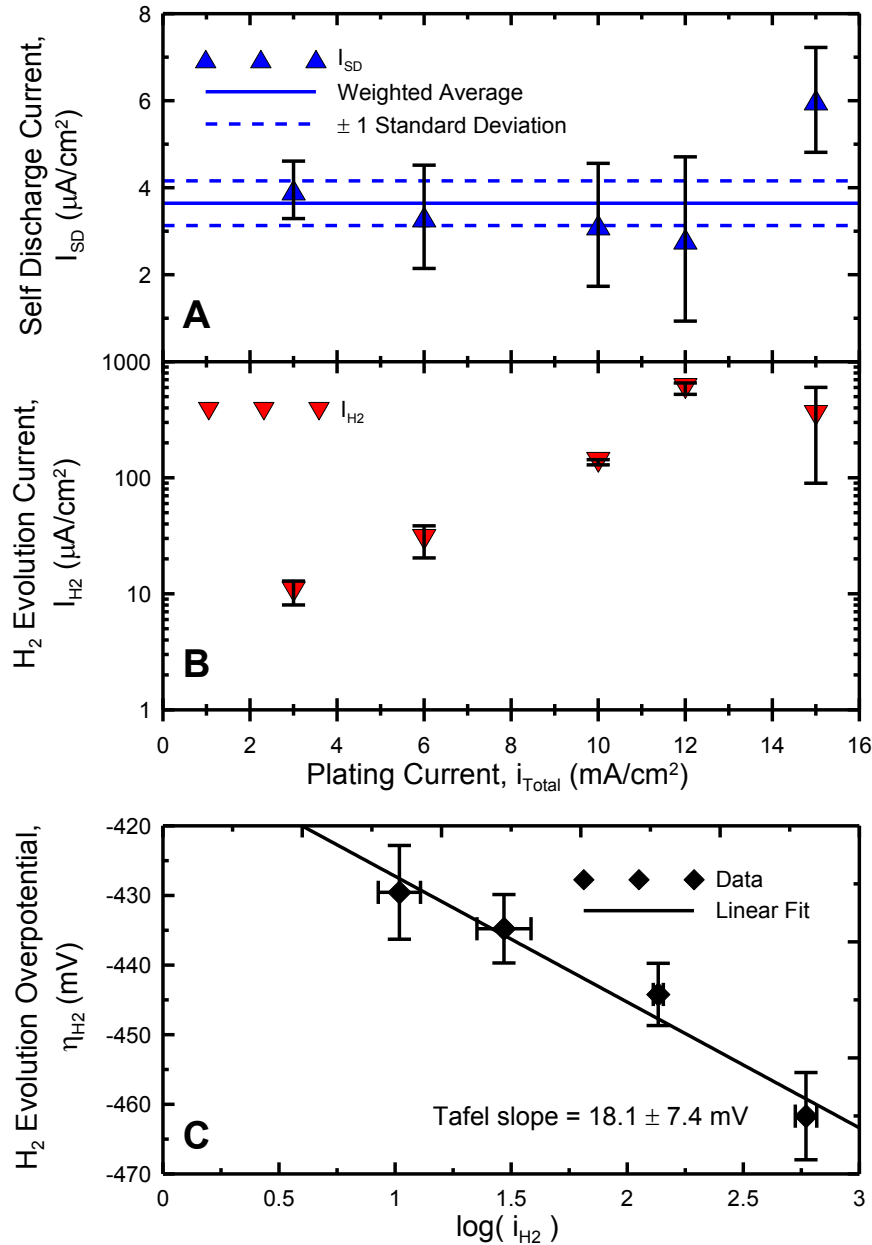 Self Discharge Current,
I_SD (μA/cm²)
8
6
4
2
I_SD
Weighted Average
± 1 Standard Deviation
A
H₂ Evolution Current,
I_H2 (μA/cm²)
1000
100
10
1
I_H2
B
0 2 4 6 8 10 12 14 16
Plating Current, i_Total (mA/cm²)
H₂ Evolution Overpotential,
η_H2 (mV)
-420
-430
-440
-450
-460
-470
Data
Linear Fit
Tafel slope = 18.1 ± 7.4 mV
C
0 0.5 1 1.5 2 2.5 3
log( i_H2 )